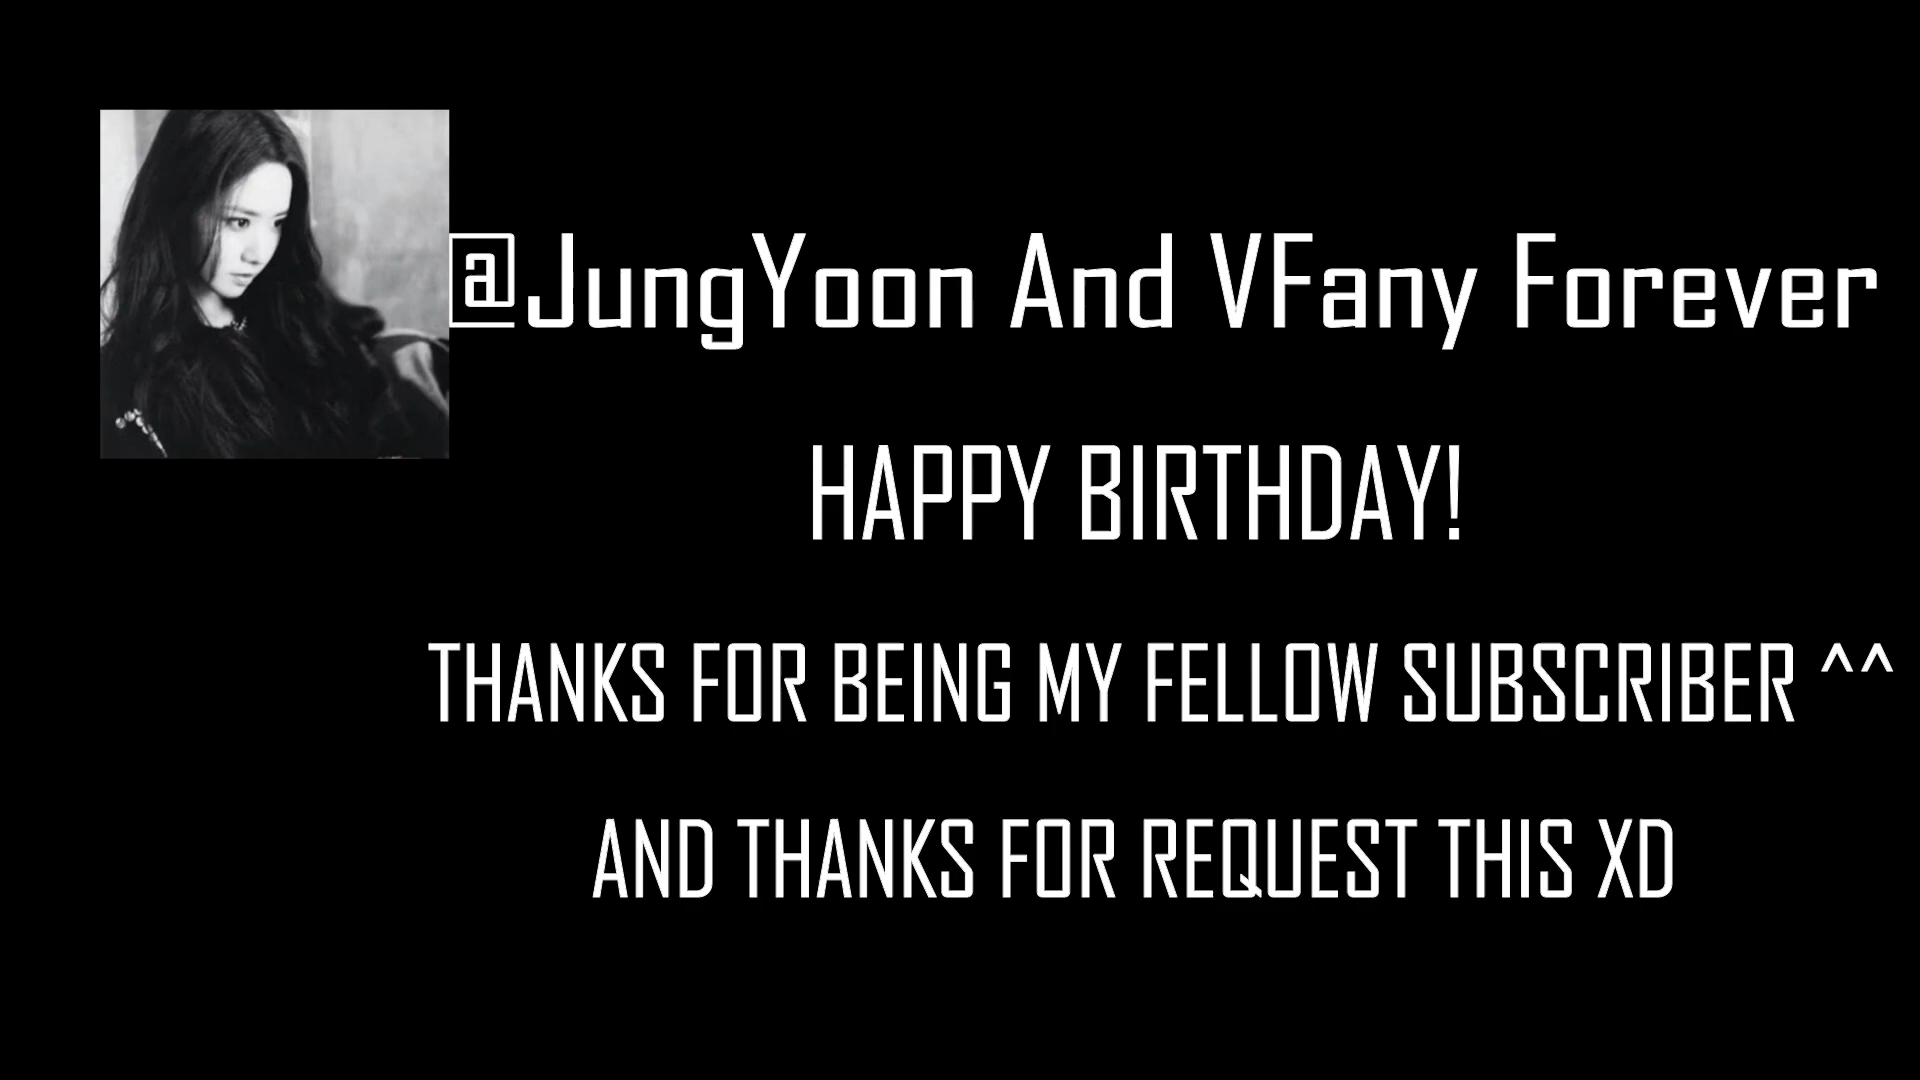 @JungYoon And VFany Forever
HAPPY BIRTHDAY!
THANKS FOR BEING MY FELLOW SUBSCRIBER ^^
AND THANKS FOR REQUEST THIS XD